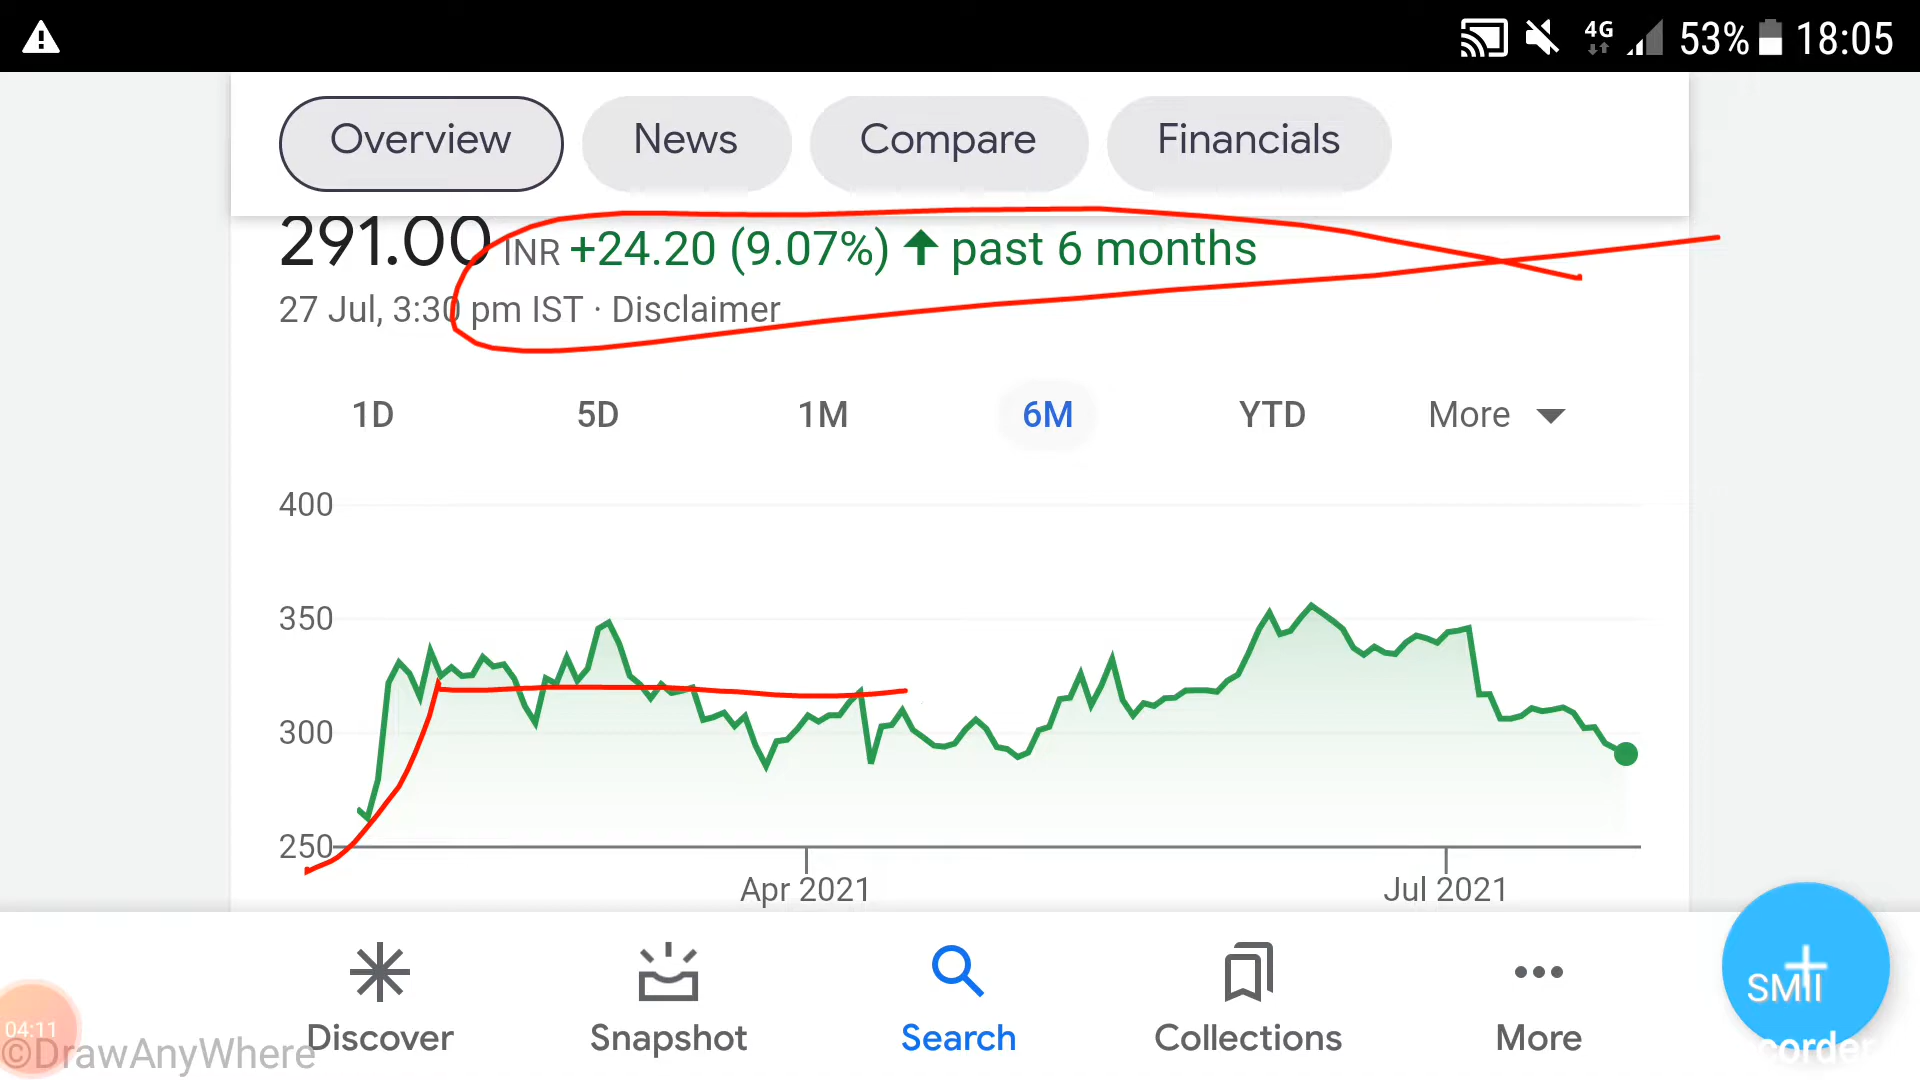 4G 53% 18:05
Overview News Compare Financials
291.00 INR +24.20 (9.07%) ↑ past 6 months
27 Jul, 3:30 pm IST · Disclaimer
1D 5D 1M 6M YTD More
400
350
300
250
Apr 2021 Jul 2021
Discover Snapshot Search Collections More
04:11
©DrawAnyWhere